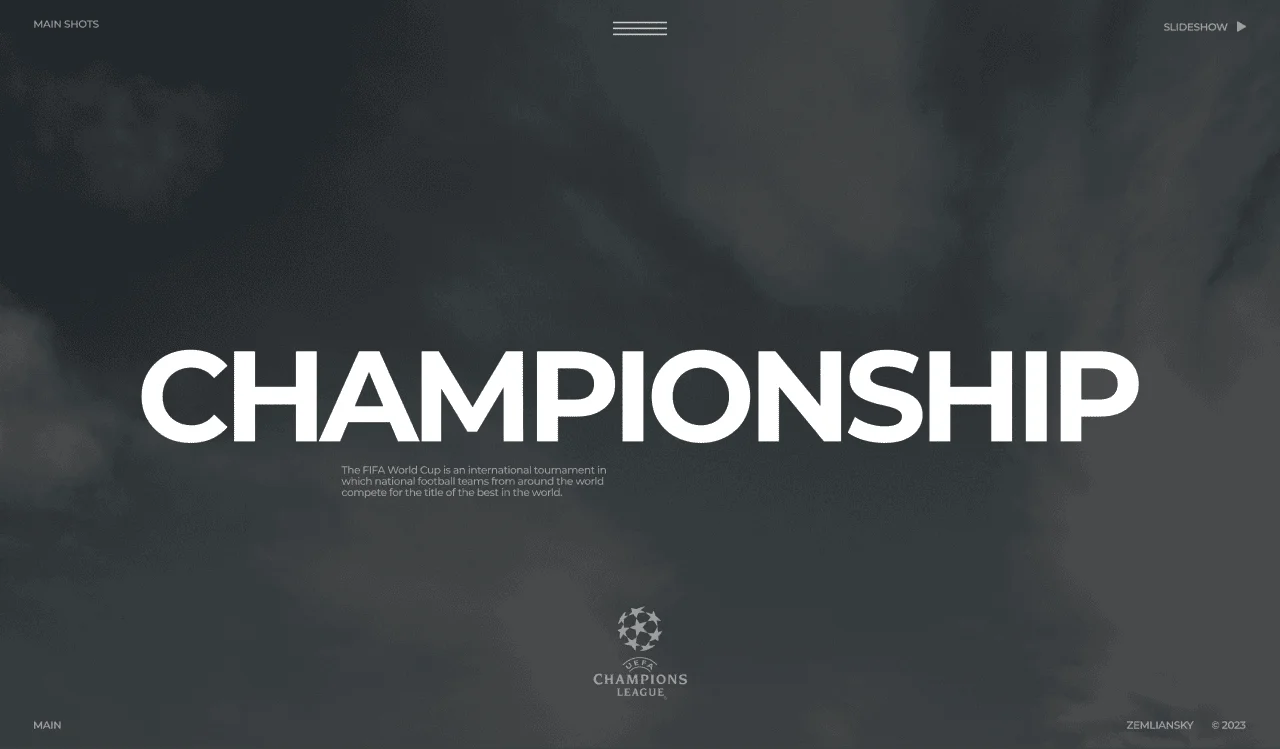 MAIN SHOTS
SLIDESHOW
CHAMPIONSHIP
The FIFA World Cup is an international tournament in
which national football teams from around the world
compete for the title of the best in the world.
UEFA
CHAMPIONS
LEAGUE
MAIN
ZEMLIANSKY © 2023